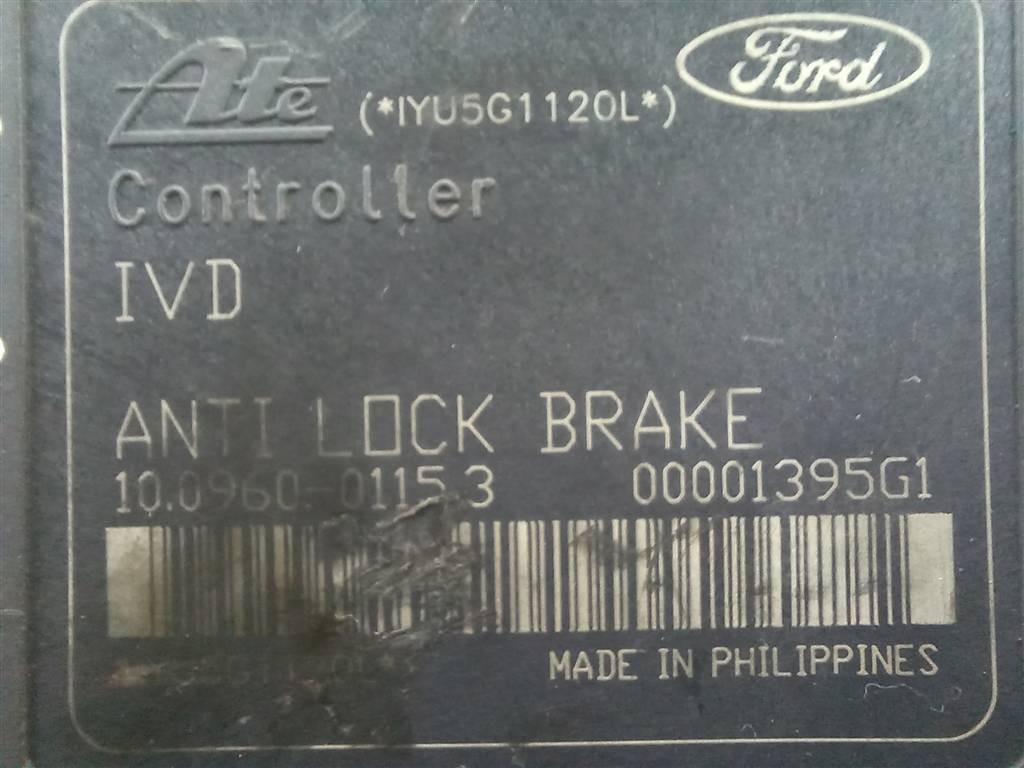 Ate (*IYU5G1120L*) Ford
Controller
IVD
ANTI LOCK BRAKE
10.0960-0115.3 00001395G1
MADE IN PHILIPPINES